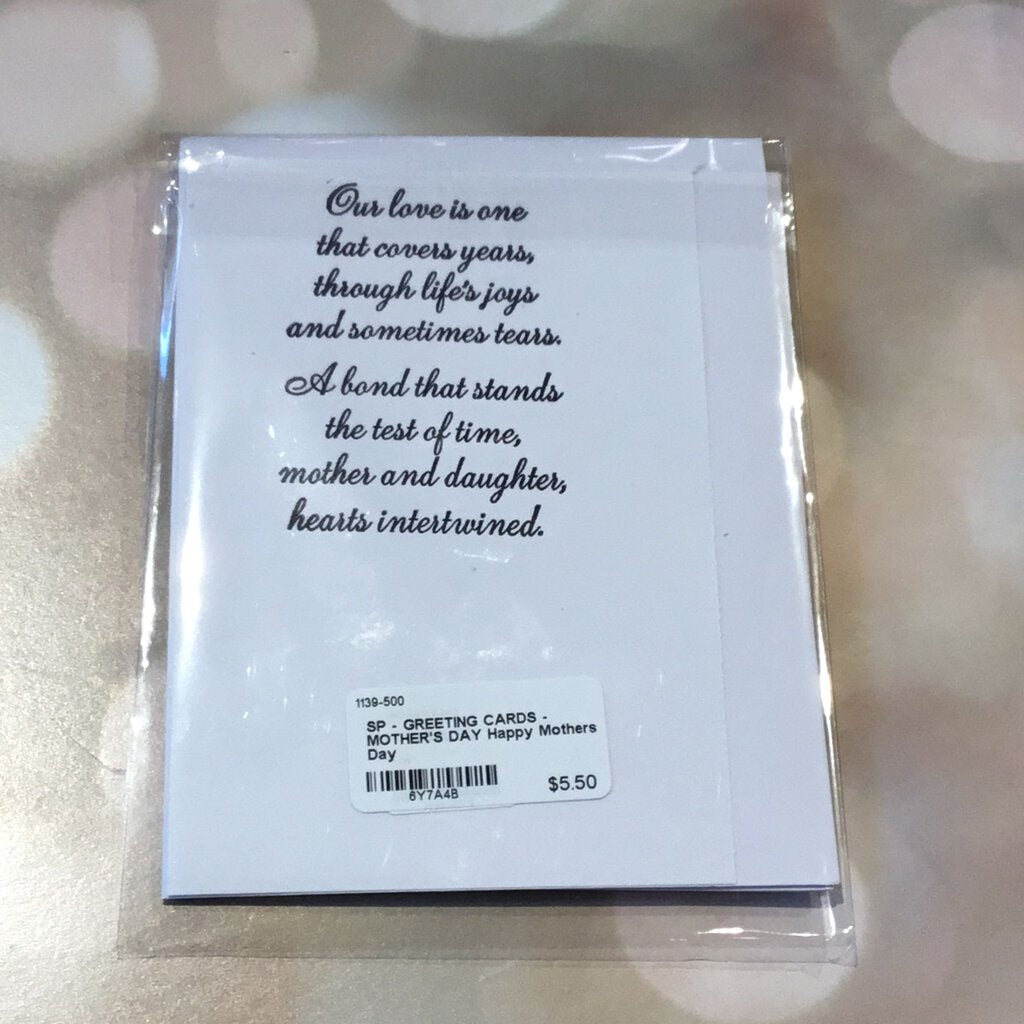 Our love is one
that covers years,
through life's joys
and sometimes tears.
A bond that stands
the test of time,
mother and daughter,
hearts intertwined.
1139-500
SP - GREETING CARDS -
MOTHER'S DAY Happy Mothers
Day
6Y7A4B
$5.50